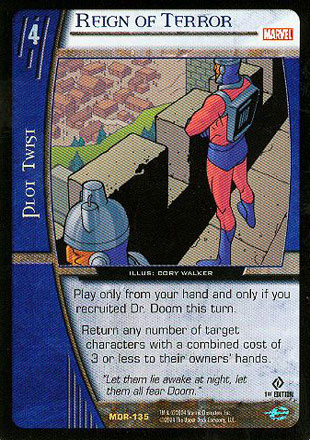 4
REIGN OF TERROR
MARVEL
PLOT TWIST
ILLUS: CORY WALKER
Play only from your hand and only if you
recruited Dr. Doom this turn.
Return any number of target
characters with a combined cost of
3 or less to their owners' hands.
"Let them lie awake at night, let
them all fear Doom."
1ST EDITION
MOR-135